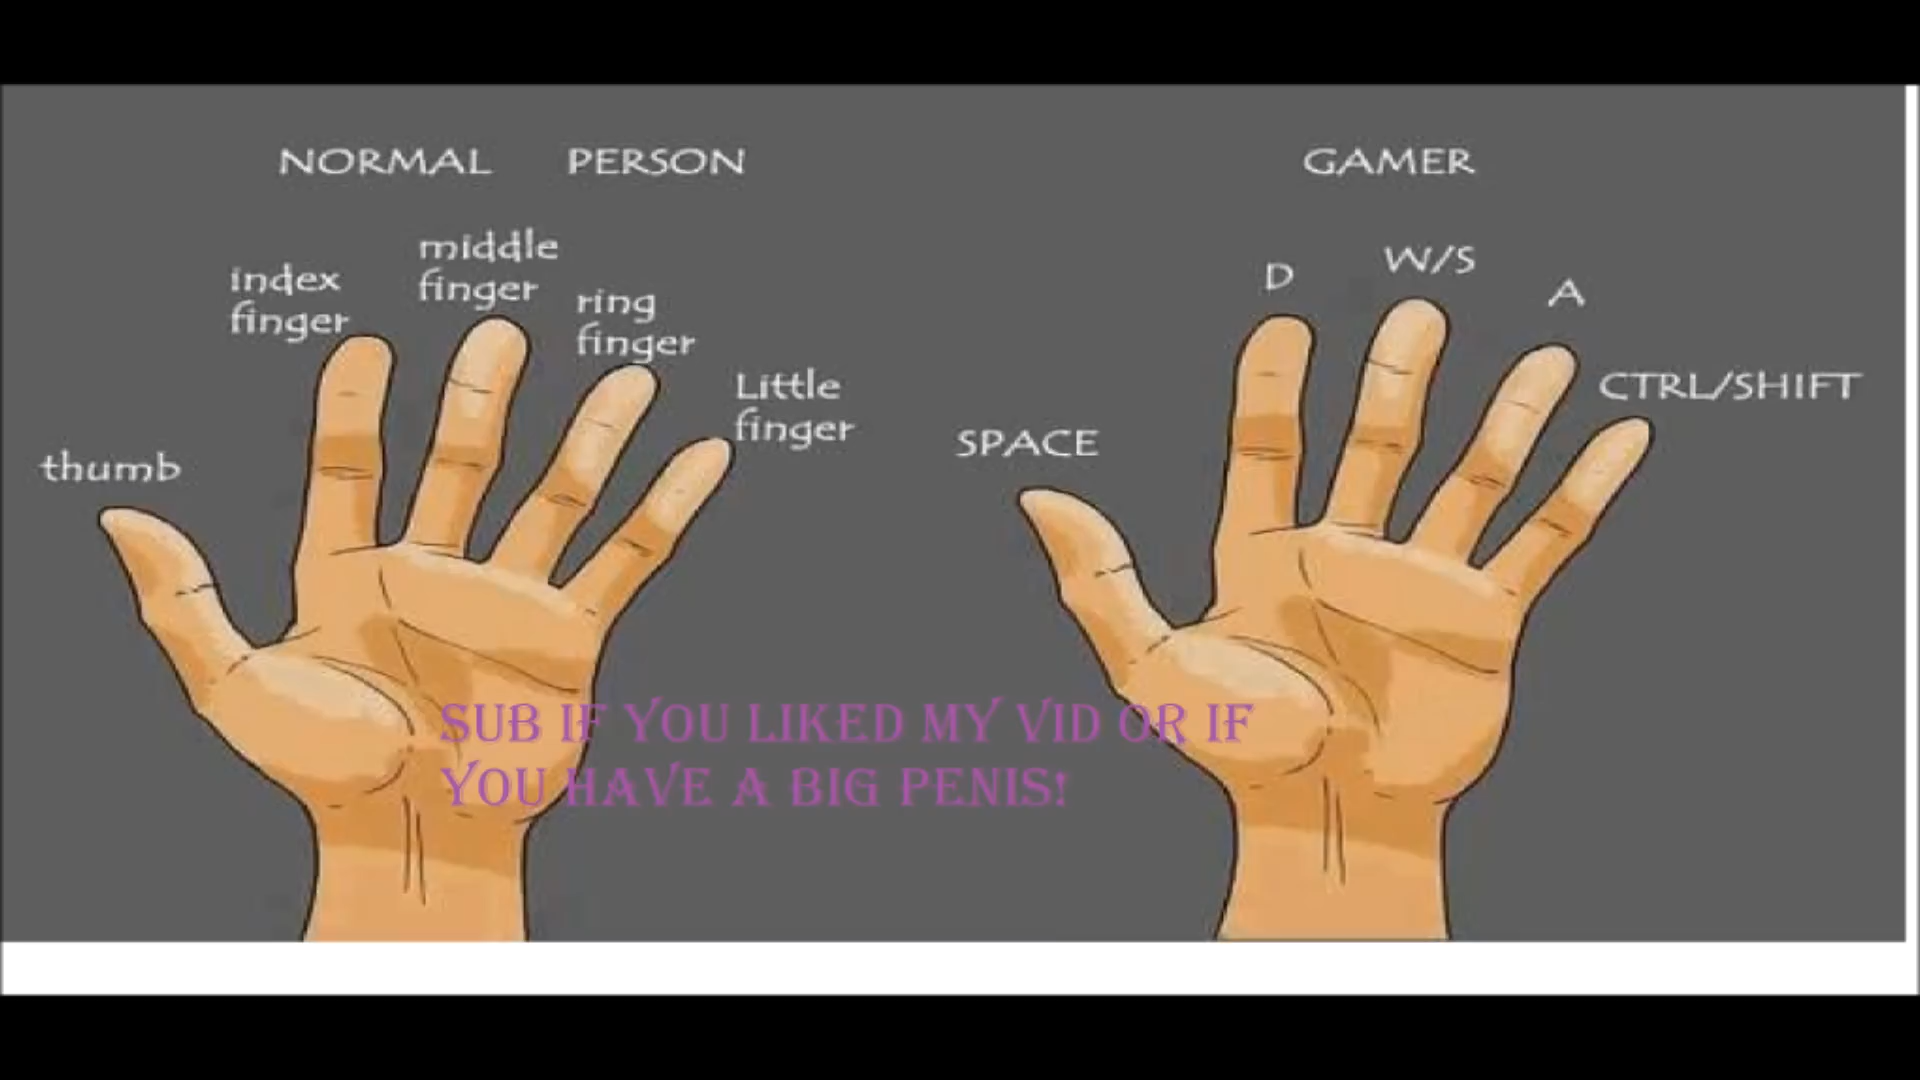 NORMAL PERSON
GAMER
middle
finger
index
finger
ring
finger
Little
finger
thumb
D
W/S
A
CTRL/SHIFT
SPACE
SUB IF YOU LIKED MY VID OR IF
YOU HAVE A BIG PENIS!